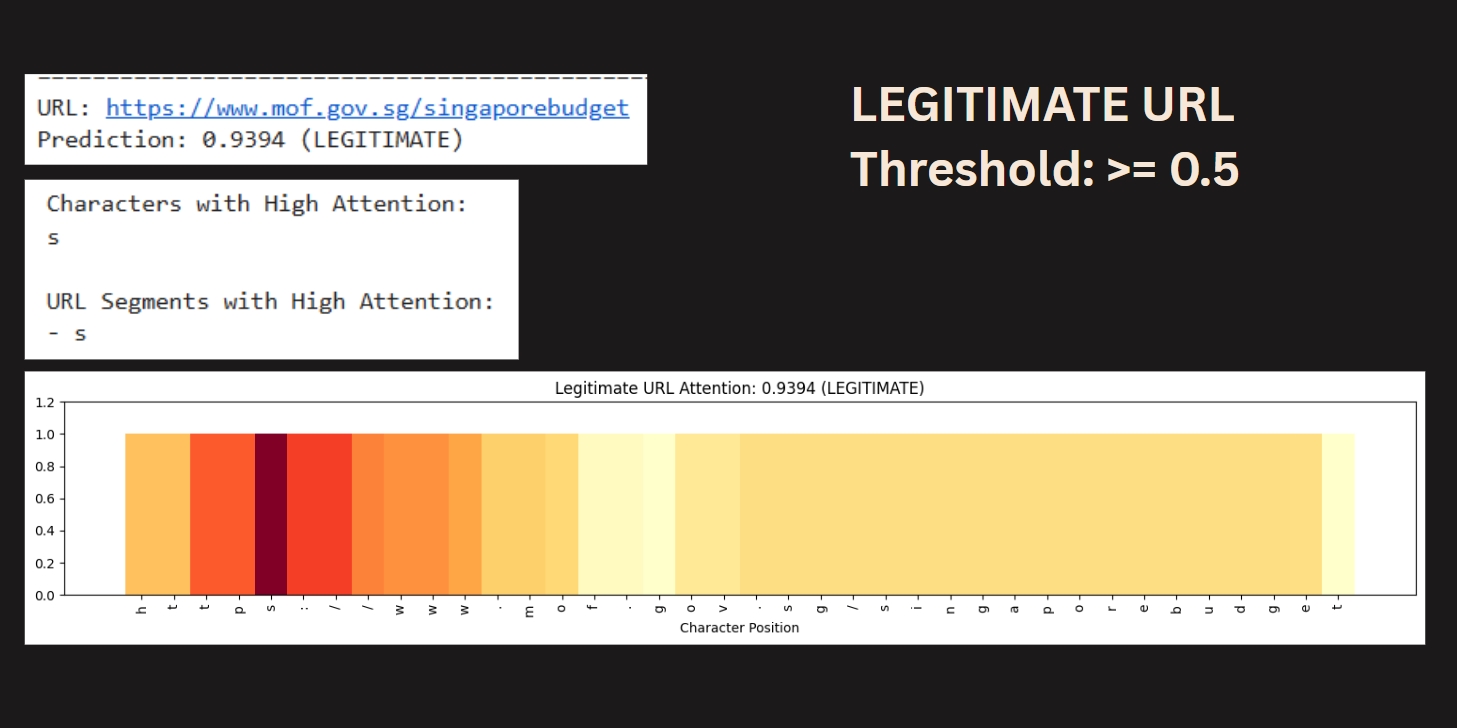 URL: https://www.mof.gov.sg/singaporebudget
Prediction: 0.9394 (LEGITIMATE)
LEGITIMATE URL
Threshold: >= 0.5
Characters with High Attention:
s
URL Segments with High Attention:
- s
Legitimate URL Attention: 0.9394 (LEGITIMATE)
1.2
1.0
0.8
0.6
0.4
0.2
0.0
h t t p s : / / w w w . m o f . g o v . s g / s i n g a p o r e b u d g e t
Character Position